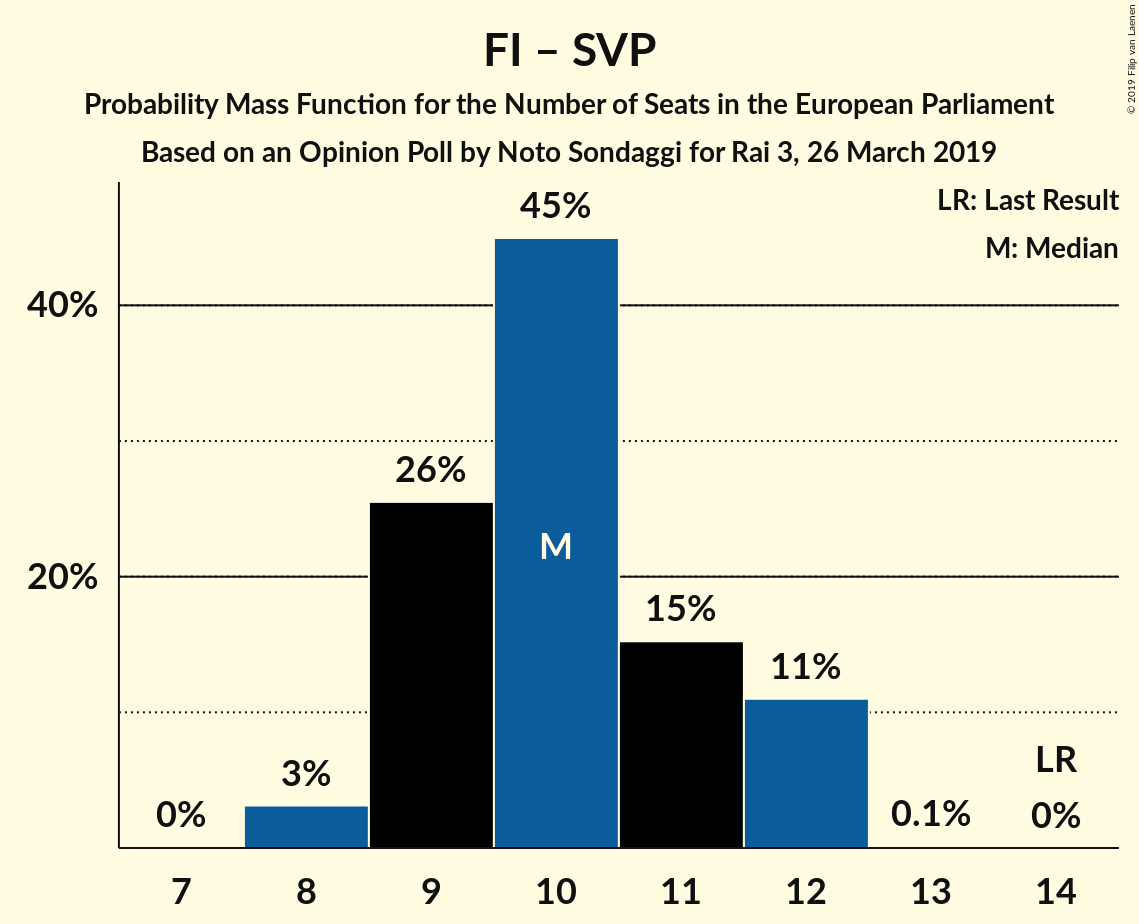 FI – SVP
Probability Mass Function for the Number of Seats in the European Parliament
Based on an Opinion Poll by Noto Sondaggi for Rai 3, 26 March 2019
© 2019 Filip van Laenen
LR: Last Result
M: Median
45%
40%
26%
M
20%
15%
11%
3%
LR
0%
0.1%
0%
7 8 9 10 11 12 13 14